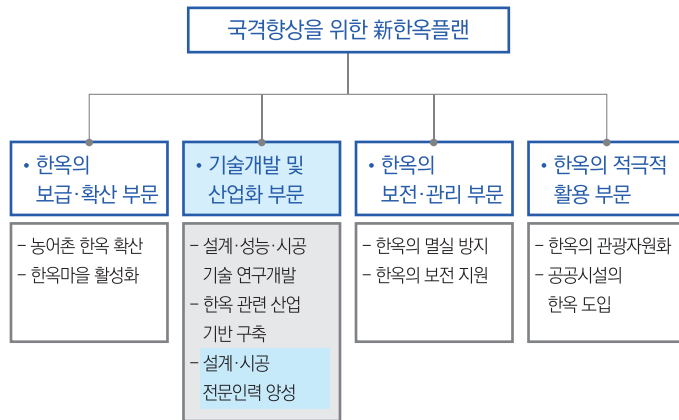 국격향상을 위한 新한옥플랜
• 한옥의
보급·확산 부문
– 농어촌 한옥 확산
– 한옥마을 활성화
• 기술개발 및
산업화 부문
– 설계·성능·시공
기술 연구개발
– 한옥 관련 산업
기반 구축
– 설계·시공
전문인력 양성
• 한옥의
보전·관리 부문
– 한옥의 멸실 방지
– 한옥의 보전 지원
• 한옥의 적극적
활용 부문
– 한옥의 관광자원화
– 공공시설의
한옥 도입